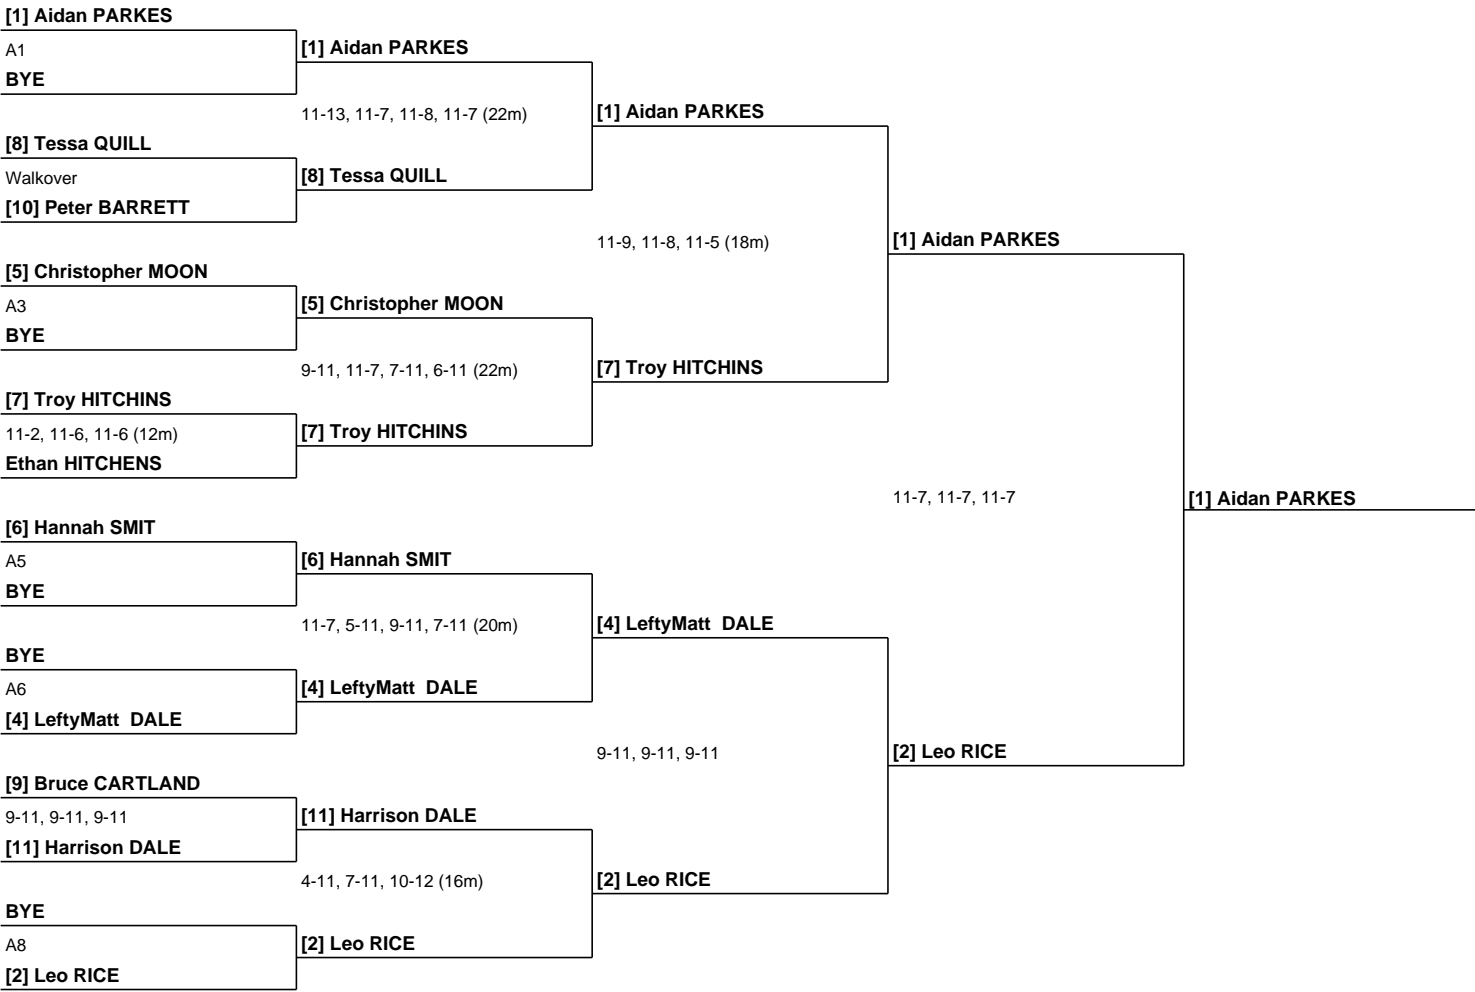 [1] Aidan PARKES
A1
BYE
[8] Tessa QUILL
Walkover
[10] Peter BARRETT
[5] Christopher MOON
A3
BYE
[7] Troy HITCHINS
11-2, 11-6, 11-6 (12m)
Ethan HITCHENS
[6] Hannah SMIT
A5
BYE
BYE
A6
[4] LeftyMatt  DALE
[9] Bruce CARTLAND
9-11, 9-11, 9-11
[11] Harrison DALE
BYE
A8
[2] Leo RICE
[1] Aidan PARKES
11-13, 11-7, 11-8, 11-7 (22m)
[8] Tessa QUILL
[5] Christopher MOON
9-11, 11-7, 7-11, 6-11 (22m)
[7] Troy HITCHINS
[6] Hannah SMIT
11-7, 5-11, 9-11, 7-11 (20m)
[4] LeftyMatt  DALE
[11] Harrison DALE
4-11, 7-11, 10-12 (16m)
[2] Leo RICE
[1] Aidan PARKES
11-9, 11-8, 11-5 (18m)
[7] Troy HITCHINS
[4] LeftyMatt  DALE
9-11, 9-11, 9-11
[2] Leo RICE
[1] Aidan PARKES
11-7, 11-7, 11-7
[2] Leo RICE
[1] Aidan PARKES